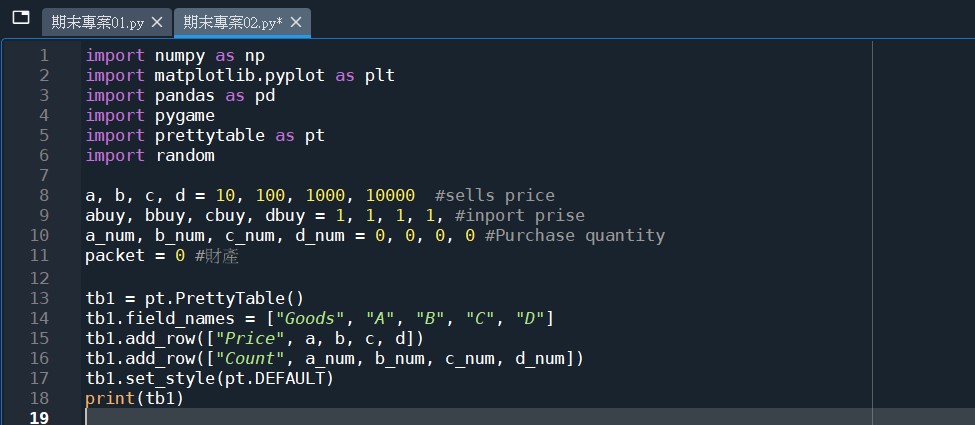 期末專案01.py × 期末專案02.py* ×
1 import numpy as np
2 import matplotlib.pyplot as plt
3 import pandas as pd
4 import pygame
5 import prettytable as pt
6 import random
7
8 a, b, c, d = 10, 100, 1000, 10000  #sells price
9 abuy, bbuy, cbuy, dbuy = 1, 1, 1, 1, #inport prise
10 a_num, b_num, c_num, d_num = 0, 0, 0, 0 #Purchase quantity
11 packet = 0 #財產
12
13 tb1 = pt.PrettyTable()
14 tb1.field_names = ["Goods", "A", "B", "C", "D"]
15 tb1.add_row(["Price", a, b, c, d])
16 tb1.add_row(["Count", a_num, b_num, c_num, d_num])
17 tb1.set_style(pt.DEFAULT)
18 print(tb1)
19